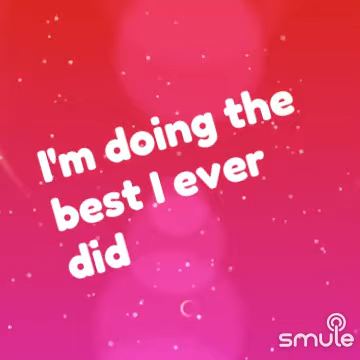 I'm doing the
best I ever
did
smule